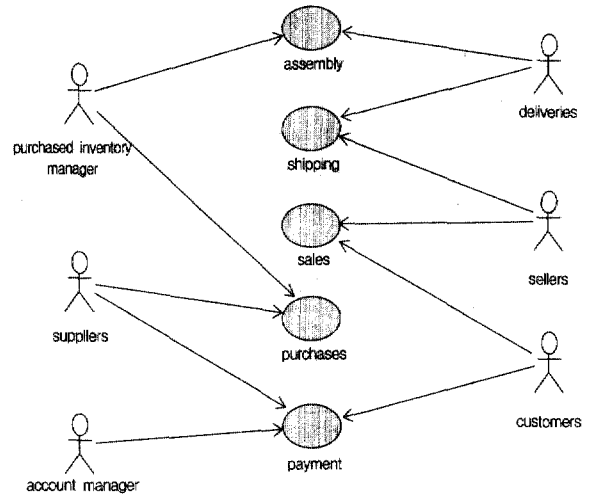 assembly
deliveries
purchased inventory
manager
shipping
sales
sellers
suppliers
purchases
customers
payment
account manager